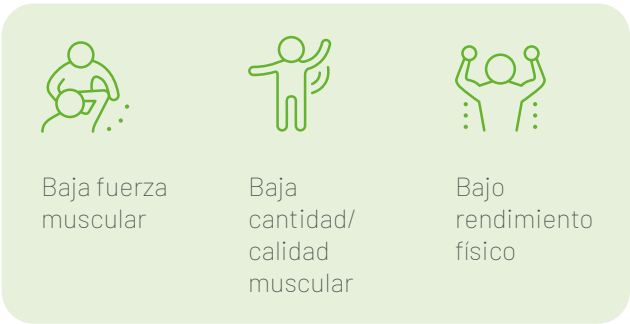 Baja fuerza
muscular
Baja
cantidad/
calidad
muscular
Bajo
rendimiento
físico